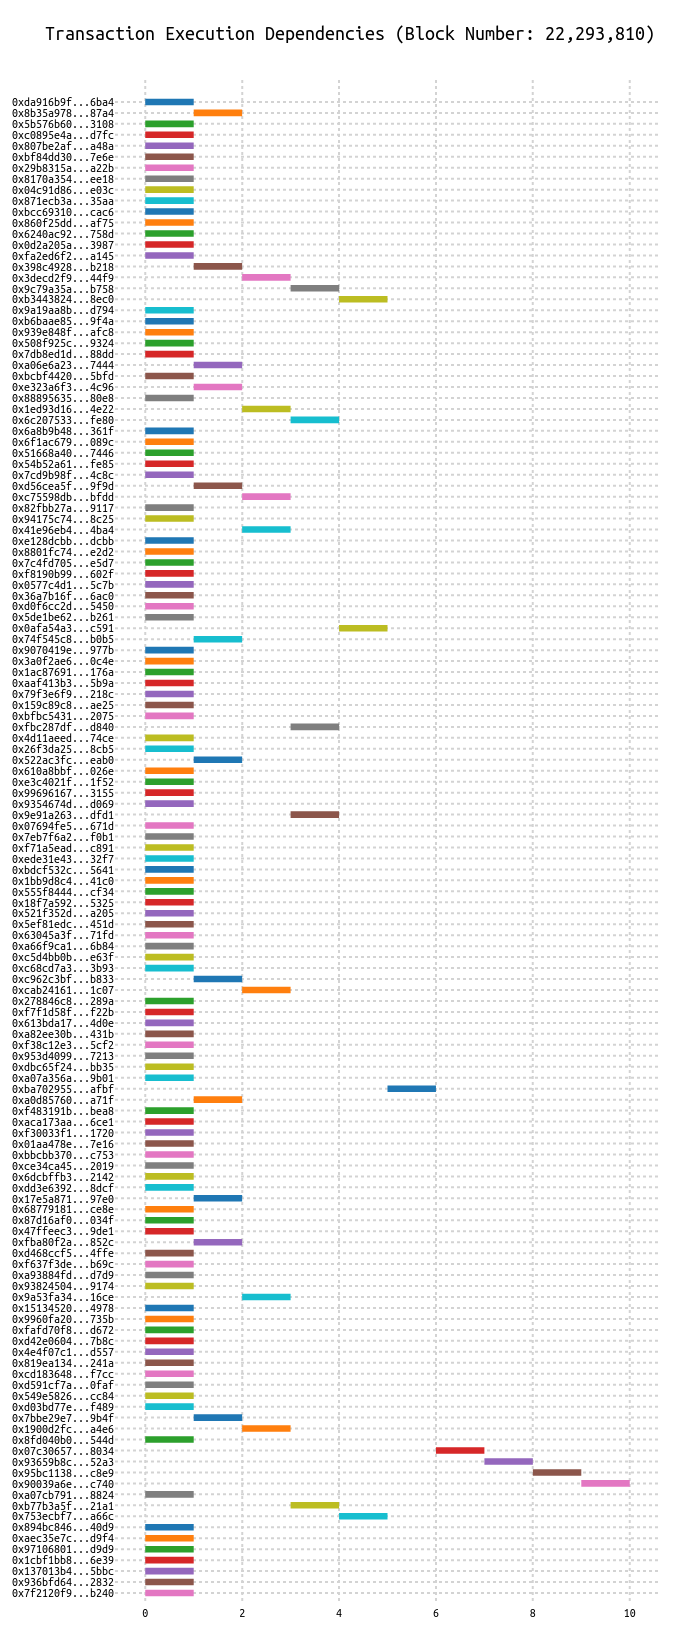 Transaction Execution Dependencies (Block Number: 22,293,810)
0xda916b9f...6ba4
0x8b35a978...87a4
0x5b576b60...3108
0xc0895e4a...d7fc
0x807be2af...a48a
0xbf84dd30...7e6e
0x29b8315a...a22b
0x8170a354...ee18
0x04c91d86...e03c
0x871ecb3a...35aa
0xbcc69310...cac6
0x860f25dd...af75
0x6240ac92...758d
0x0d2a205a...3987
0xfa2ed6f2...a145
0x398c4928...b218
0x3decd2f9...44f9
0x9c79a35a...b758
0xb3443824...8ec0
0x9a19aa8b...d794
0xb6baae85...9f4a
0x939e848f...afc8
0x508f925c...9324
0x7db8ed1d...88dd
0xa06e6a23...7444
0xbcbf4420...5bfd
0xe323a6f3...4c96
0x88895635...80e8
0x1ed93d16...4e22
0x6c207533...fe80
0x6a8b9b48...361f
0x6f1ac679...089c
0x51668a40...7446
0x54b52a61...fe85
0x7cd9b98f...4c8c
0xd56cea5f...9f9d
0xc75598db...bfdd
0x82fbb27a...9117
0x94175c74...8c25
0x41e96eb4...4ba4
0xe128dcbb...dcbb
0x8801fc74...e2d2
0x7c4fd705...e5d7
0xf8190b99...602f
0x0577c4d1...5c7b
0x36a7b16f...6ac0
0xd0f6cc2d...5450
0x5de1be62...b261
0x0afa54a3...c591
0x74f545c8...b0b5
0x9070419e...977b
0x3a0f2ae6...0c4e
0x1ac87691...176a
0xaaf413b3...5b9a
0x79f3e6f9...218c
0x159c89c8...ae25
0xbfbc5431...2075
0xfbc287df...d840
0x4d11aeed...74ce
0x26f3da25...8cb5
0x522ac3fc...eab0
0x610a8bbf...026e
0xe3c4021f...1f52
0x99696167...3155
0x9354674d...d069
0x9e91a263...dfd1
0x07694fe5...671d
0x7eb7f6a2...f0b1
0xf71a5ead...c891
0xede31e43...32f7
0xbdcf532c...5641
0x1bb9d8c4...41c0
0x555f8444...cf34
0x18f7a592...5325
0x521f352d...a205
0x5ef81edc...451d
0x63045a3f...71fd
0xa66f9ca1...6b84
0xc5d4bb0b...e63f
0xc68cd7a3...3b93
0xc962c3bf...b833
0xcab24161...1c07
0x278846c8...289a
0xf7f1d58f...f22b
0x613bda17...4d0e
0xa82ee30b...431b
0xf38c12e3...5cf2
0x953d4099...7213
0xdbc65f24...bb35
0xa07a356a...9b01
0xba702955...afbf
0xa0d85760...a71f
0xf483191b...bea8
0xaca173aa...6ce1
0xf30033f1...1720
0x01aa478e...7e16
0xbbcbb370...c753
0xce34ca45...2019
0x6dcbffb3...2142
0xdd3e6392...8dcf
0x17e5a871...97e0
0x68779181...ce8e
0x87d16af0...034f
0x47ffeec3...9de1
0xfba80f2a...852c
0xd468ccf5...4ffe
0xf637f3de...b69c
0xa93884fd...d7d9
0x93824504...9174
0x9a53fa34...16ce
0x15134520...4978
0x9960fa20...735b
0xfafd70f8...d672
0xd42e0604...7b8c
0x4e4f07c1...d557
0x819ea134...241a
0xcd183648...f7cc
0xd591cf7a...0faf
0x549e5826...cc84
0xd03bd77e...f489
0x7bbe29e7...9b4f
0x1900d2fc...a4e6
0x8fd040b0...544d
0x07c30657...8034
0x93659b8c...52a3
0x95bc1138...c8e9
0x90039a6e...c740
0xa07cb791...8824
0xb77b3a5f...21a1
0x753ecbf7...a66c
0x894bc846...40d9
0xaec35e7c...d9f4
0x97106801...d9d9
0x1cbf1bb8...6e39
0x137013b4...5bbc
0x936bfd64...2832
0x7f2120f9...b240
0 2 4 6 8 10